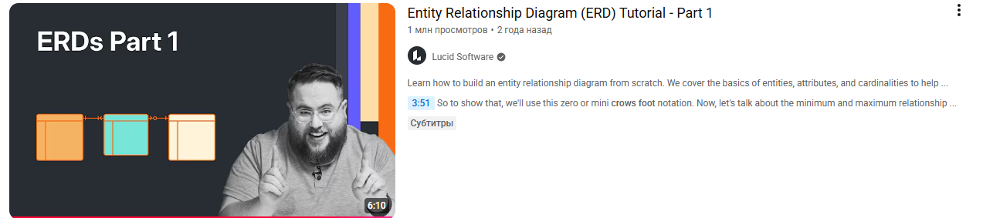 ERDs Part 1
6:10
Entity Relationship Diagram (ERD) Tutorial - Part 1
1 млн просмотров • 2 года назад
Lucid Software
Learn how to build an entity relationship diagram from scratch. We cover the basics of entities, attributes, and cardinalities to help ...
3:51 So to show that, we'll use this zero or mini crows foot notation. Now, let's talk about the minimum and maximum relationship ...
Субтитры